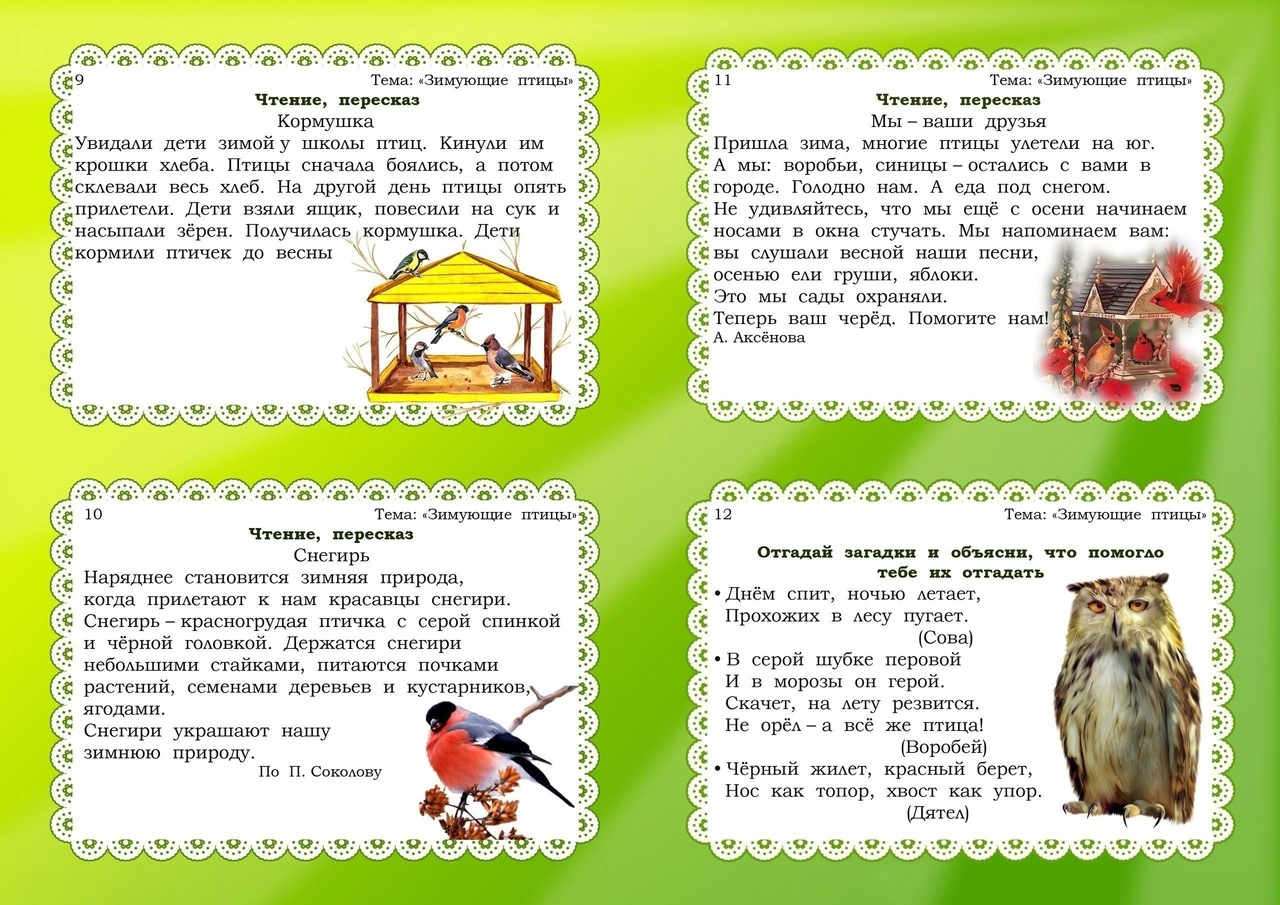 9 Тема: «Зимующие птицы»
Чтение, пересказ
Кормушка
Увидали дети зимой у школы птиц. Кинули им
крошки хлеба. Птицы сначала боялись, а потом
склевали весь хлеб. На другой день птицы опять
прилетели. Дети взяли ящик, повесили на сук и
насыпали зёрен. Получилась кормушка. Дети
кормили птичек до весны
10 Тема: «Зимующие птицы»
Чтение, пересказ
Снегирь
Наряднее становится зимняя природа,
когда прилетают к нам красавцы снегири.
Снегирь – красногрудая птичка с серой спинкой
и чёрной головкой. Держатся снегири
небольшими стайками, питаются почками
растений, семенами деревьев и кустарников,
ягодами.
Снегири украшают нашу
зимнюю природу.
По П. Соколову
11 Тема: «Зимующие птицы»
Чтение, пересказ
Мы – ваши друзья
Пришла зима, многие птицы улетели на юг.
А мы: воробьи, синицы – остались с вами в
городе. Голодно нам. А еда под снегом.
Не удивляйтесь, что мы ещё с осени начинаем
носами в окна стучать. Мы напоминаем вам:
вы слушали весной наши песни,
осенью ели груши, яблоки.
Это мы сады охраняли.
Теперь ваш черёд. Помогите нам!
А. Аксёнова
12 Тема: «Зимующие птицы»
Отгадай загадки и объясни, что помогло
тебе их отгадать
• Днём спит, ночью летает,
Прохожих в лесу пугает.
(Сова)
• В серой шубке перовой
И в морозы он герой.
Скачет, на лету резвится.
Не орёл – а всё же птица!
(Воробей)
• Чёрный жилет, красный берет,
Нос как топор, хвост как упор.
(Дятел)